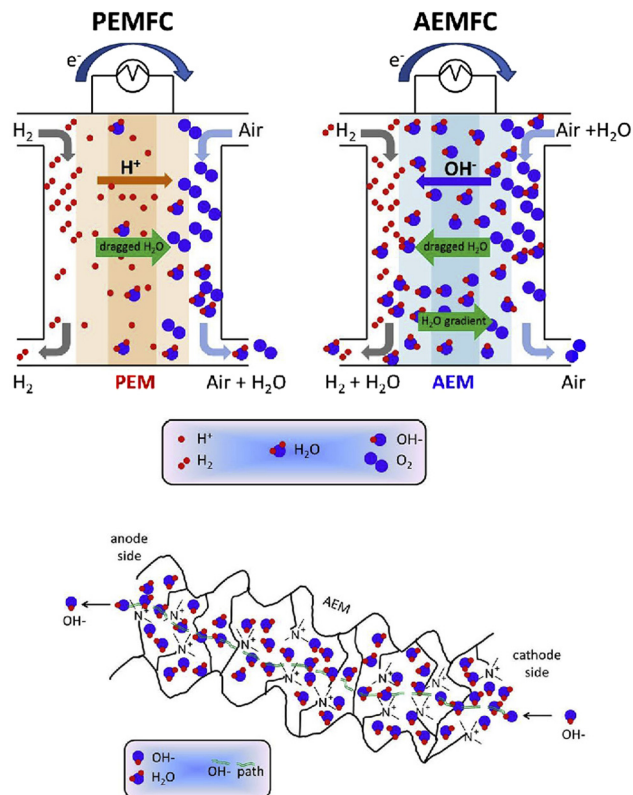 PEMFC
AEMFC
e-
e-
H2
Air
H2
Air +H2O
H+
OH-
dragged H2O
dragged H2O
H2O gradient
H2
PEM
Air + H2O
H2 + H2O
AEM
Air
H+
H2
H2O
OH-
O2
anode
side
AEM
OH-
N+
N+
N+
N+
N+
N+
N+
N+
N+
N+
N+
N+
cathode
side
OH-
OH-
H2O
OH- path